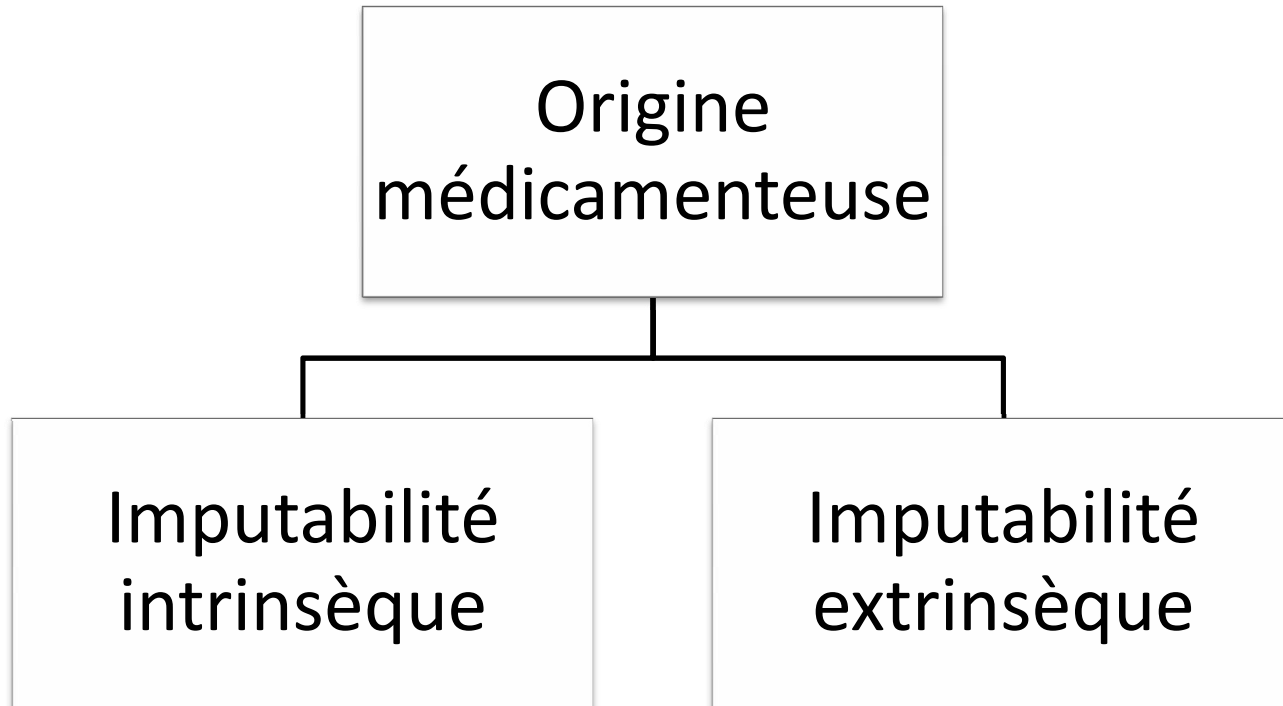 Origine
médicamenteuse
Imputabilité
intrinsèque
Imputabilité
extrinsèque